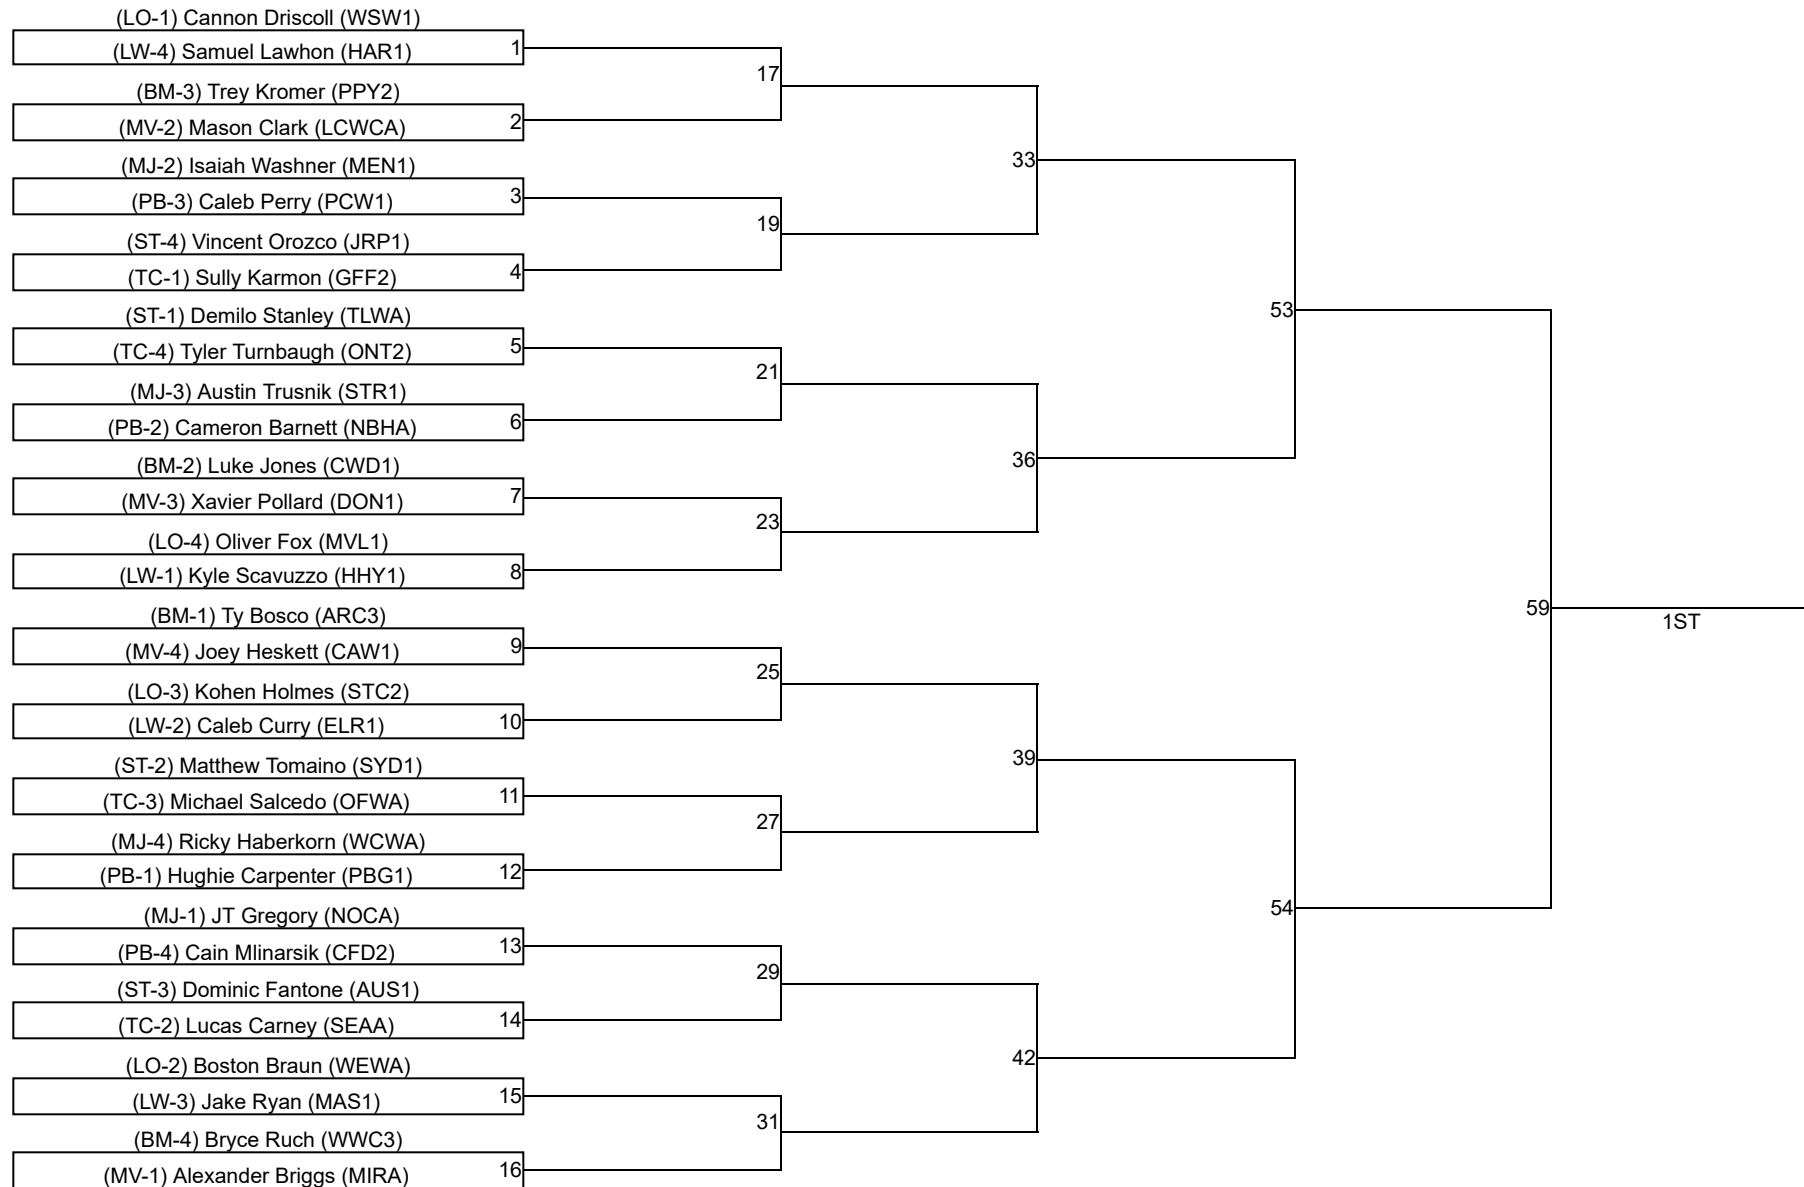 (LO-1) Cannon Driscoll (WSW1)
(LW-4) Samuel Lawhon (HAR1)
1
17
(BM-3) Trey Kromer (PPY2)
(MV-2) Mason Clark (LCWCA)
2
33
(MJ-2) Isaiah Washner (MEN1)
(PB-3) Caleb Perry (PCW1)
3
19
(ST-4) Vincent Orozco (JRP1)
(TC-1) Sully Karmon (GFF2)
4
53
(ST-1) Demilo Stanley (TLWA)
(TC-4) Tyler Turnbaugh (ONT2)
5
21
(MJ-3) Austin Trusnik (STR1)
(PB-2) Cameron Barnett (NBHA)
6
36
(BM-2) Luke Jones (CWD1)
(MV-3) Xavier Pollard (DON1)
7
23
(LO-4) Oliver Fox (MVL1)
(LW-1) Kyle Scavuzzo (HHY1)
8
59
1ST
(BM-1) Ty Bosco (ARC3)
(MV-4) Joey Heskett (CAW1)
9
25
(LO-3) Kohen Holmes (STC2)
(LW-2) Caleb Curry (ELR1)
10
39
(ST-2) Matthew Tomaino (SYD1)
(TC-3) Michael Salcedo (OFWA)
11
27
(MJ-4) Ricky Haberkorn (WCWA)
(PB-1) Hughie Carpenter (PBG1)
12
54
(MJ-1) JT Gregory (NOCA)
(PB-4) Cain Mlinarsik (CFD2)
13
29
(ST-3) Dominic Fantone (AUS1)
(TC-2) Lucas Carney (SEAA)
14
42
(LO-2) Boston Braun (WEWA)
(LW-3) Jake Ryan (MAS1)
15
31
(BM-4) Bryce Ruch (WWC3)
(MV-1) Alexander Briggs (MIRA)
16